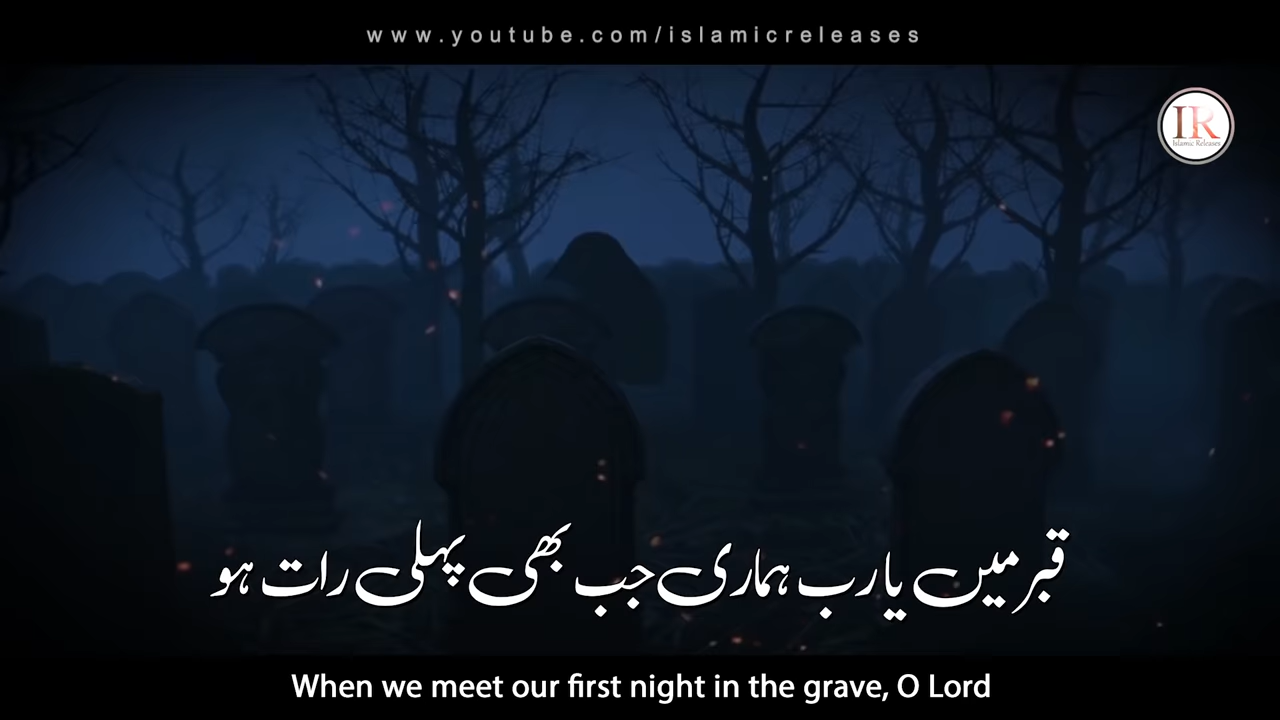 www.youtube.com/islamicreleases
IR
Islamic Releases
قبر میں یا رب ہماری جب بھی پہلی رات ہو
When we meet our first night in the grave, O Lord